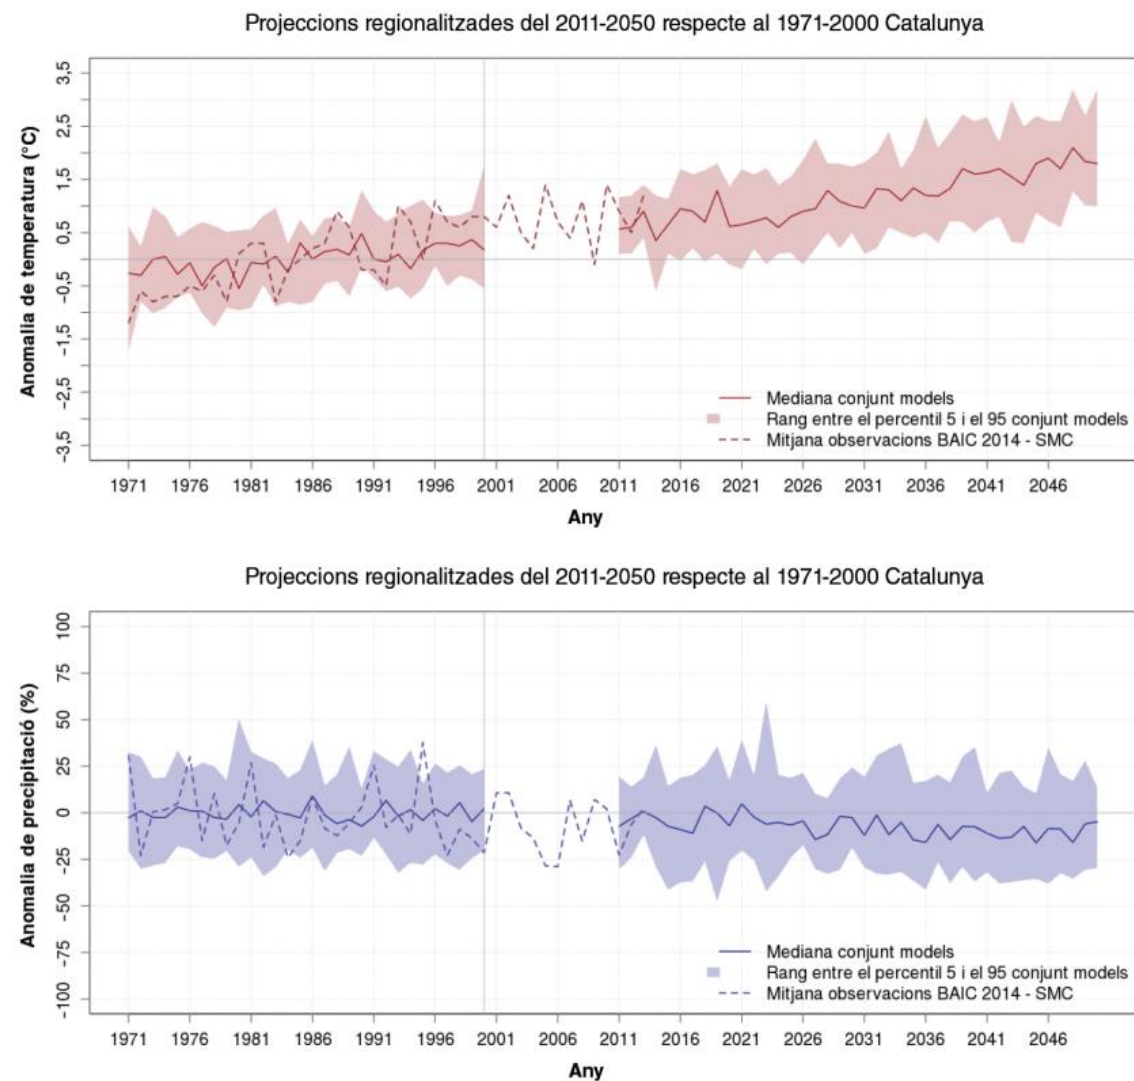 Projeccions regionalitzades del 2011-2050 respecte al 1971-2000 Catalunya
Anomalia de temperatura (°C)
3,5
2,5
1,5
0,5
-0,5
-1,5
-2,5
-3,5
Mediana conjunt models
Rang entre el percentil 5 i el 95 conjunt models
Mitjana observacions BAIC 2014 - SMC
1971 1976 1981 1986 1991 1996 2001 2006 2011 2016 2021 2026 2031 2036 2041 2046
Any
Projeccions regionalitzades del 2011-2050 respecte al 1971-2000 Catalunya
Anomalia de precipitació (%)
100
75
50
25
0
-25
-50
-75
-100
Mediana conjunt models
Rang entre el percentil 5 i el 95 conjunt models
Mitjana observacions BAIC 2014 - SMC
1971 1976 1981 1986 1991 1996 2001 2006 2011 2016 2021 2026 2031 2036 2041 2046
Any